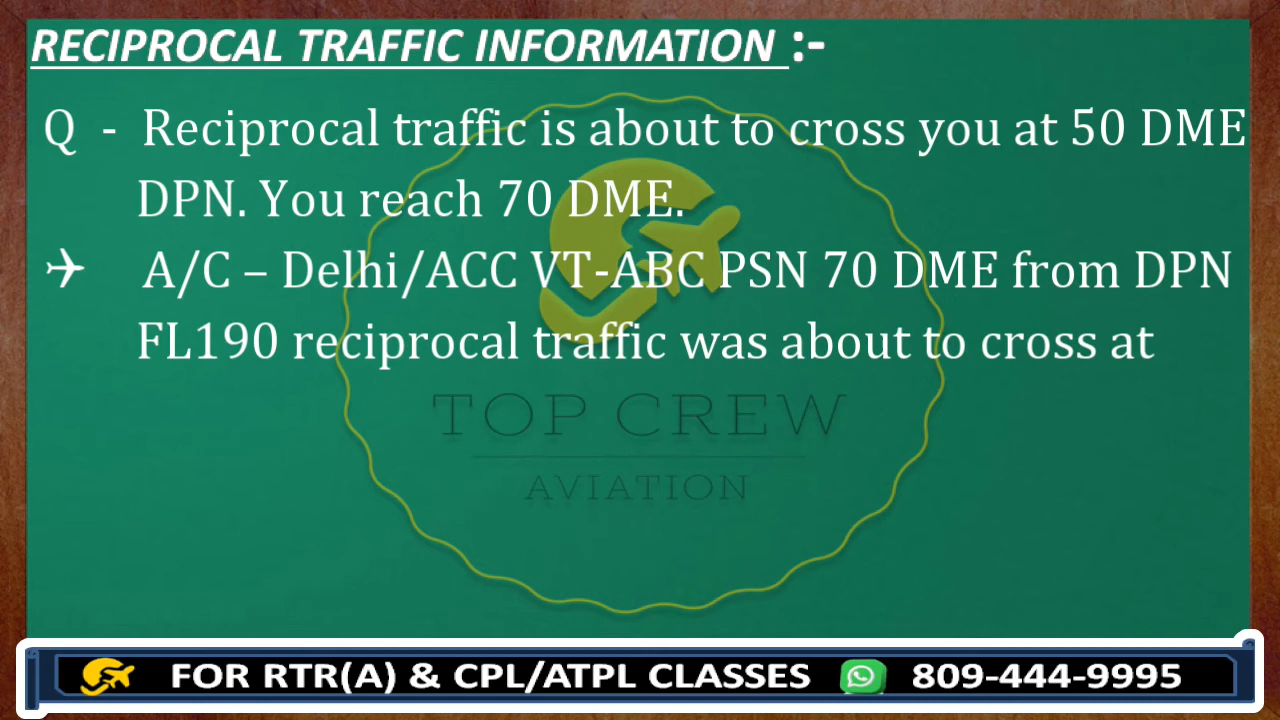 RECIPROCAL TRAFFIC INFORMATION :-
Q - Reciprocal traffic is about to cross you at 50 DME
DPN. You reach 70 DME.
✈ A/C – Delhi/ACC VT-ABC PSN 70 DME from DPN
FL190 reciprocal traffic was about to cross at
TOP CREW
AVIATION
FOR RTR(A) & CPL/ATPL CLASSES 809-444-9995